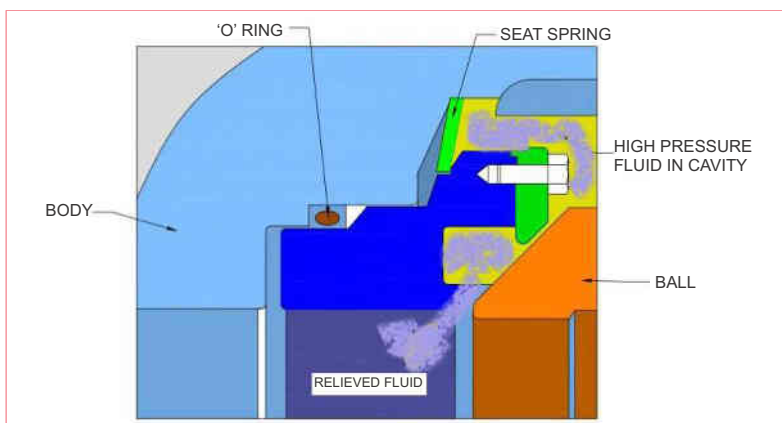 ‘O’ RING
SEAT SPRING
HIGH PRESSURE
FLUID IN CAVITY
BODY
BALL
RELIEVED FLUID